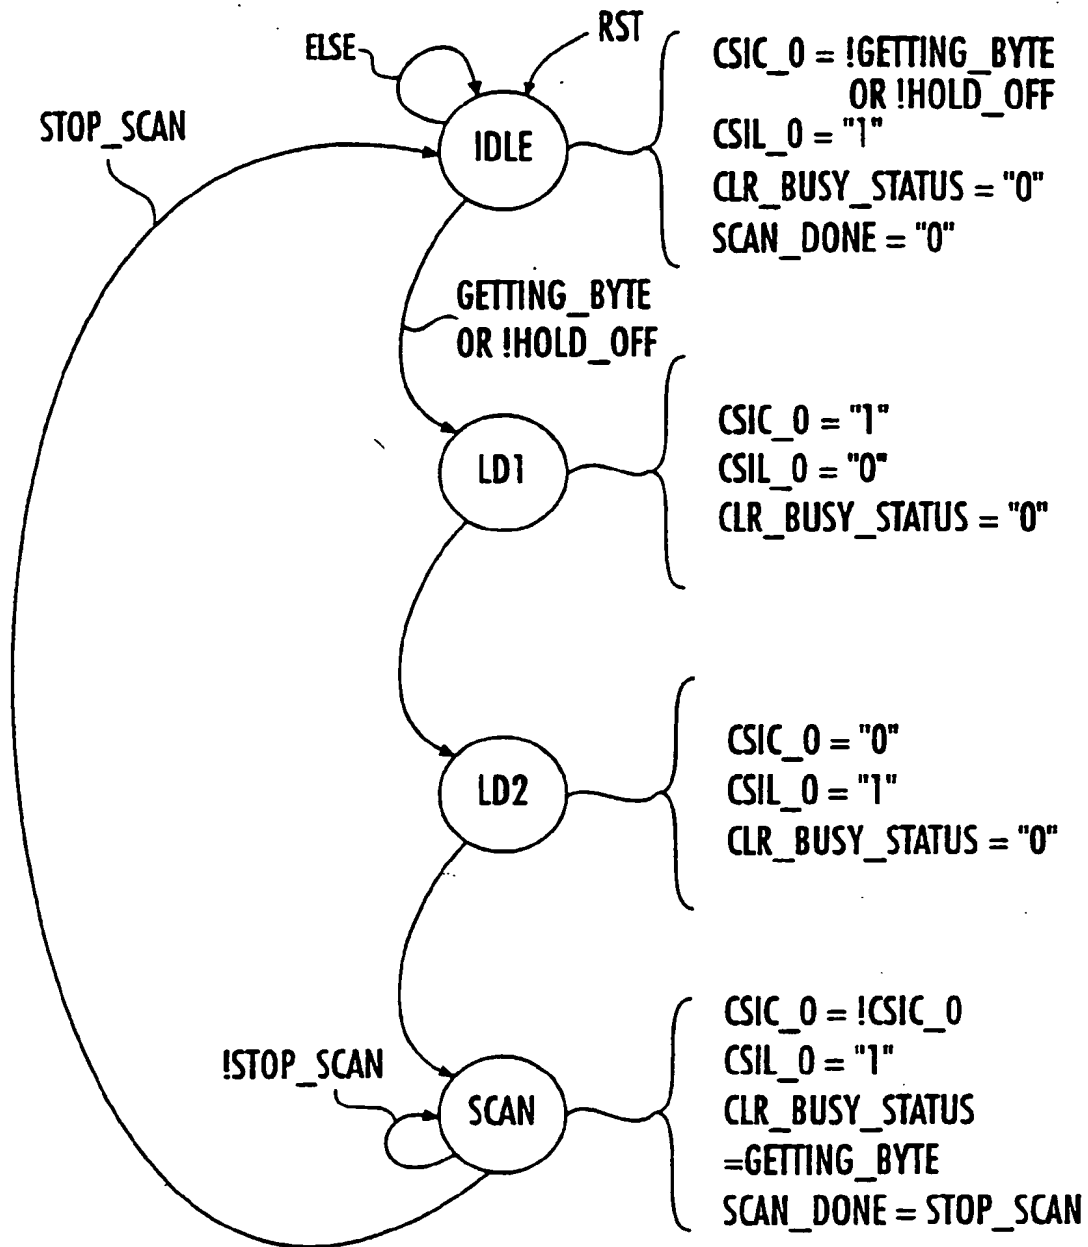 ELSE
RST
STOP_SCAN
IDLE
CSIC_0 = !GETTING_BYTE
OR !HOLD_OFF
CSIL_0 = "1"
CLR_BUSY_STATUS = "0"
SCAN_DONE = "0"
GETTING_BYTE
OR !HOLD_OFF
LD1
CSIC_0 = "1"
CSIL_0 = "0"
CLR_BUSY_STATUS = "0"
LD2
CSIC_0 = "0"
CSIL_0 = "1"
CLR_BUSY_STATUS = "0"
!STOP_SCAN
SCAN
CSIC_0 = !CSIC_0
CSIL_0 = "1"
CLR_BUSY_STATUS
=GETTING_BYTE
SCAN_DONE = STOP_SCAN